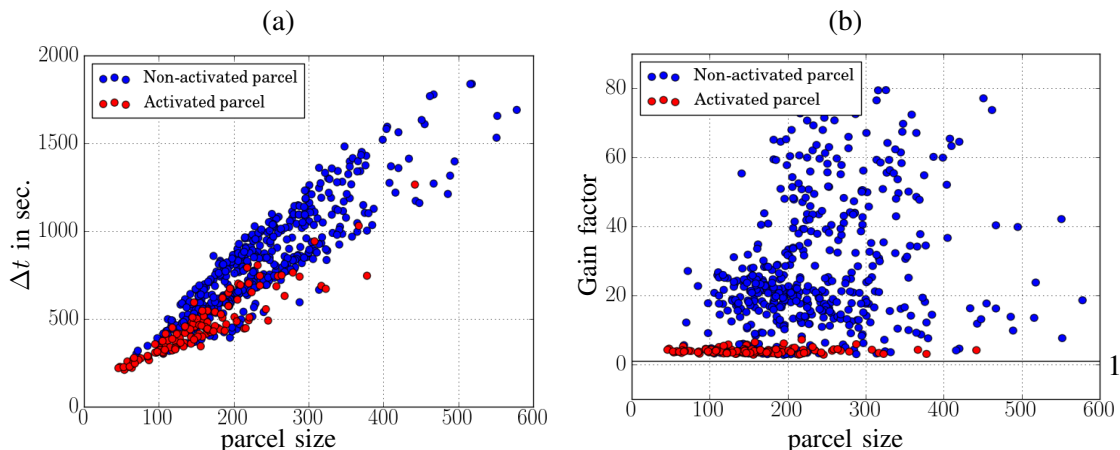 (a)
(b)
2000
1500
1000
500
0
Δt in sec.
Non-activated parcel
Activated parcel
0 100 200 300 400 500 600
parcel size
80
60
40
20
0
Gain factor
Non-activated parcel
Activated parcel
1
0 100 200 300 400 500 600
parcel size